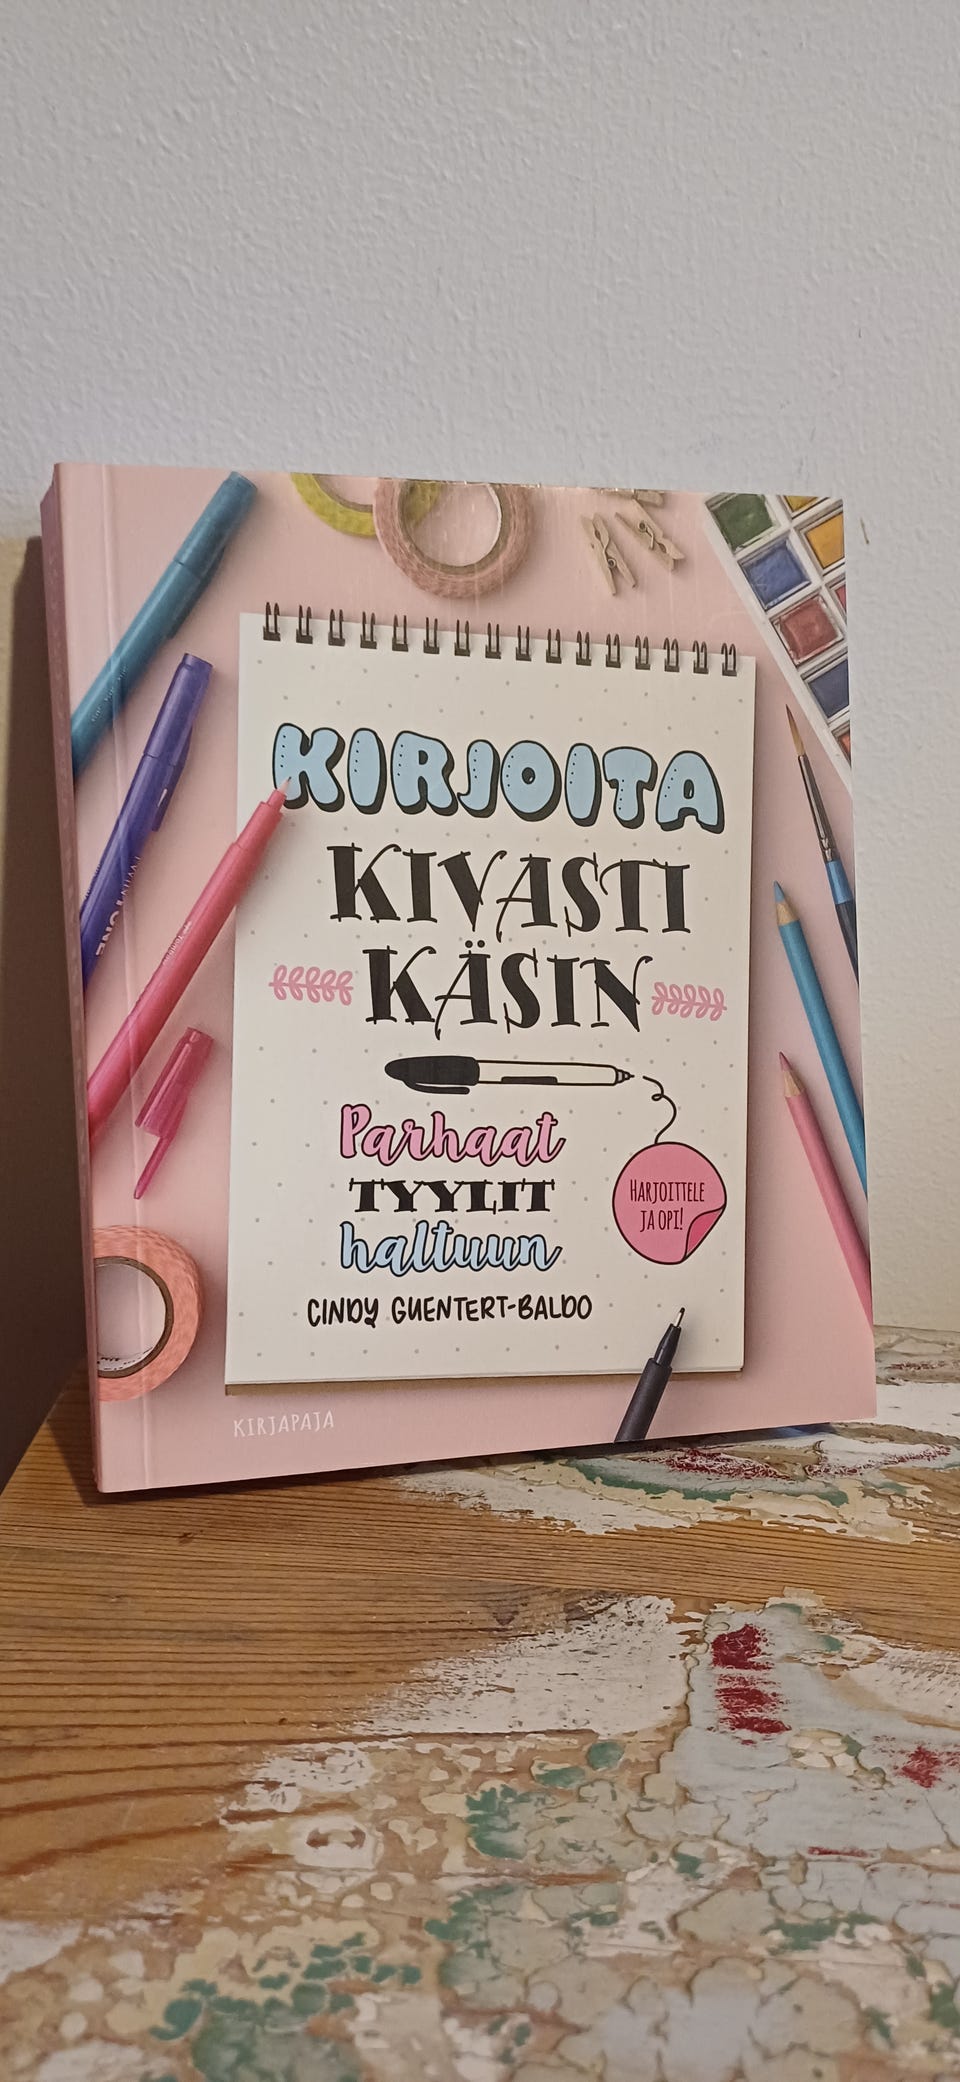 KIRJOITA
KIVASTI
KÄSIN
Parhaat
TYYLIT
haltuun
HARJOITTELE
JA OPI!
CINDY GUENTERT-BALDO
KIRJAPAJA